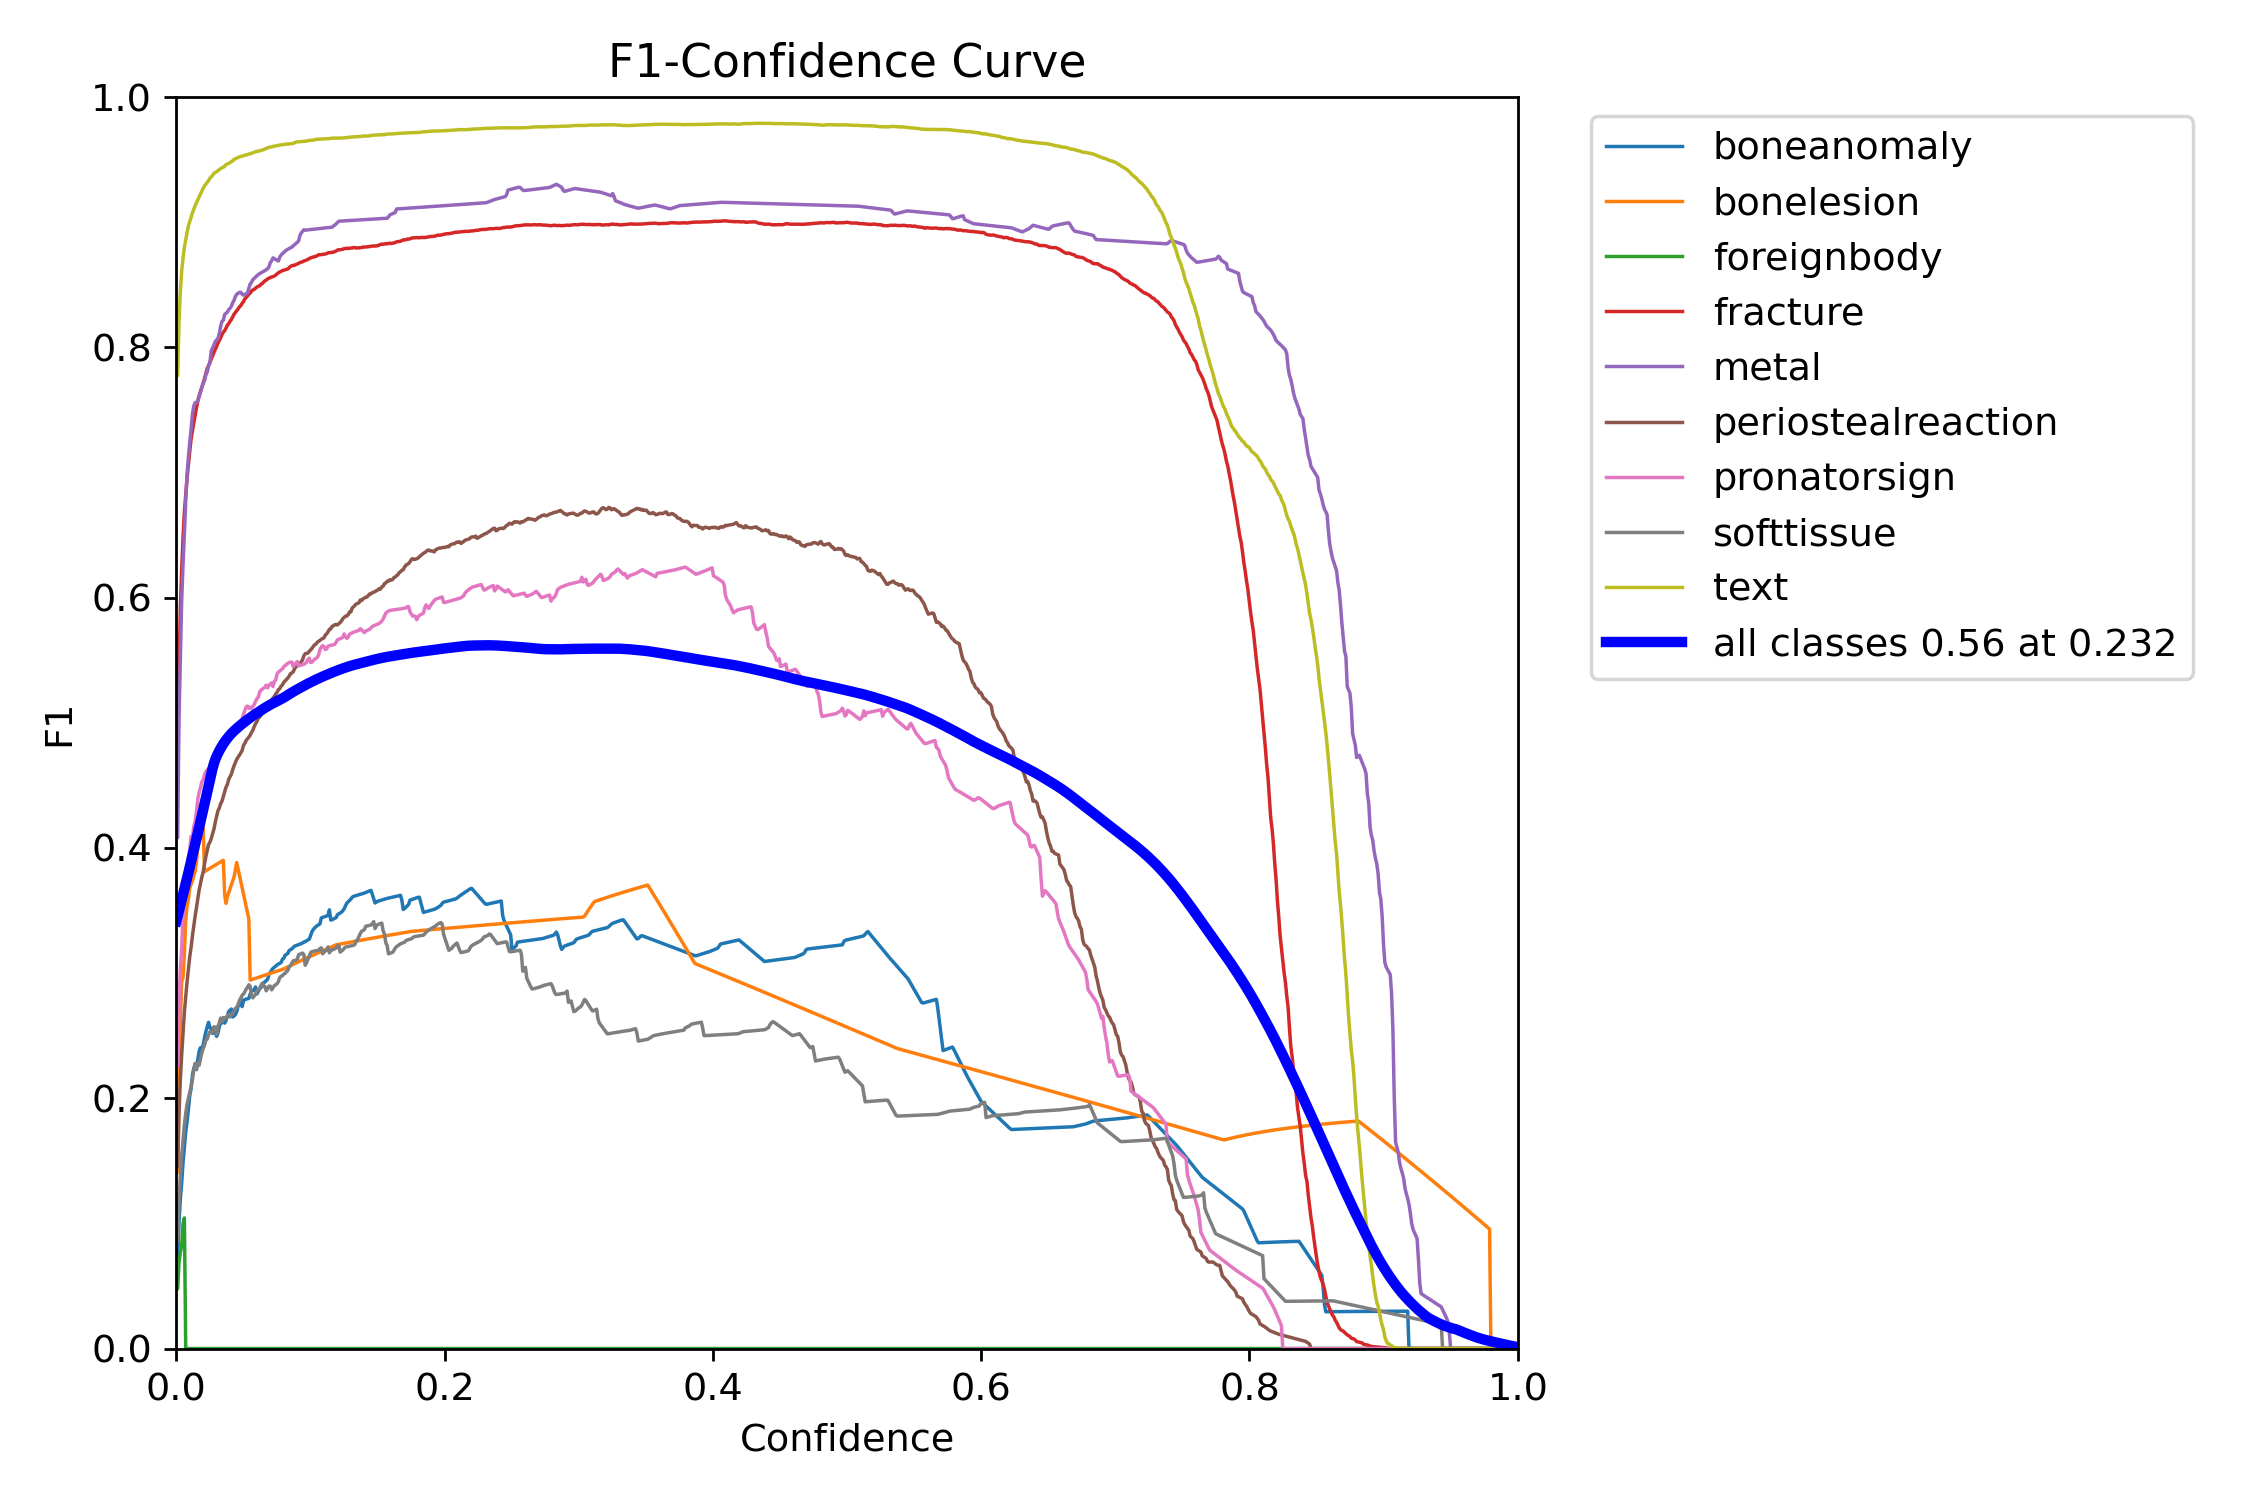 F1-Confidence Curve
1.0
0.8
0.6
0.4
0.2
0.0
F1
0.0 0.2 0.4 0.6 0.8 1.0
Confidence
boneanomaly
bonelesion
foreignbody
fracture
metal
periostealreaction
pronatorsign
softtissue
text
all classes 0.56 at 0.232